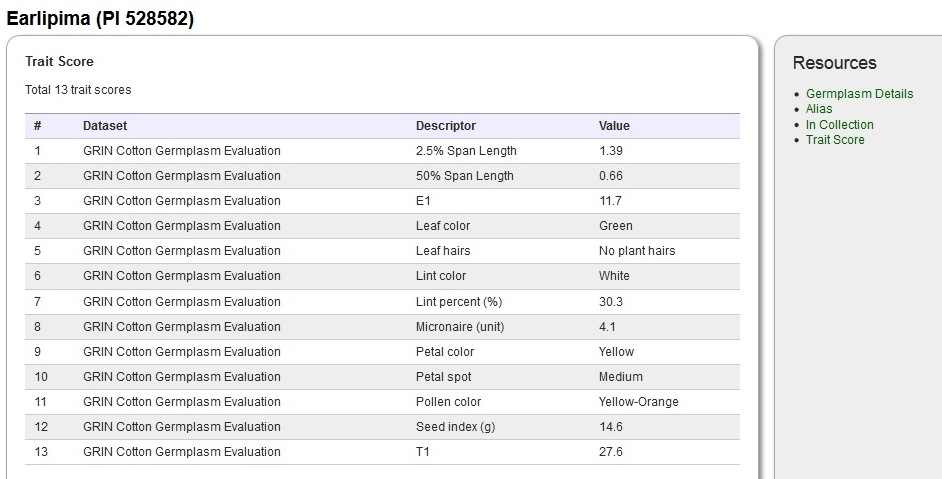 Earlipima (PI 528582)
Trait Score
Total 13 trait scores
# Dataset Descriptor Value
1 GRIN Cotton Germplasm Evaluation 2.5% Span Length 1.39
2 GRIN Cotton Germplasm Evaluation 50% Span Length 0.66
3 GRIN Cotton Germplasm Evaluation E1 11.7
4 GRIN Cotton Germplasm Evaluation Leaf color Green
5 GRIN Cotton Germplasm Evaluation Leaf hairs No plant hairs
6 GRIN Cotton Germplasm Evaluation Lint color White
7 GRIN Cotton Germplasm Evaluation Lint percent (%) 30.3
8 GRIN Cotton Germplasm Evaluation Micronaire (unit) 4.1
9 GRIN Cotton Germplasm Evaluation Petal color Yellow
10 GRIN Cotton Germplasm Evaluation Petal spot Medium
11 GRIN Cotton Germplasm Evaluation Pollen color Yellow-Orange
12 GRIN Cotton Germplasm Evaluation Seed index (g) 14.6
13 GRIN Cotton Germplasm Evaluation T1 27.6
Resources
Germplasm Details
Alias
In Collection
Trait Score